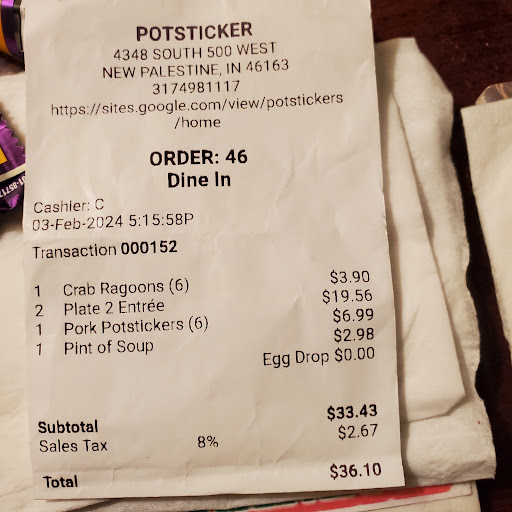 POTSTICKER
4348 SOUTH 500 WEST
NEW PALESTINE, IN 46163
3174981117
https://sites.google.com/view/potstickers
/home
ORDER: 46
Dine In
Cashier: C
03-Feb-2024 5:15:58P
Transaction 000152
1 Crab Ragoons (6) $3.90
2 Plate 2 Entrée $19.56
1 Pork Potstickers (6) $6.99
1 Pint of Soup $2.98
Egg Drop $0.00
Subtotal $33.43
Sales Tax 8% $2.67
Total $36.10